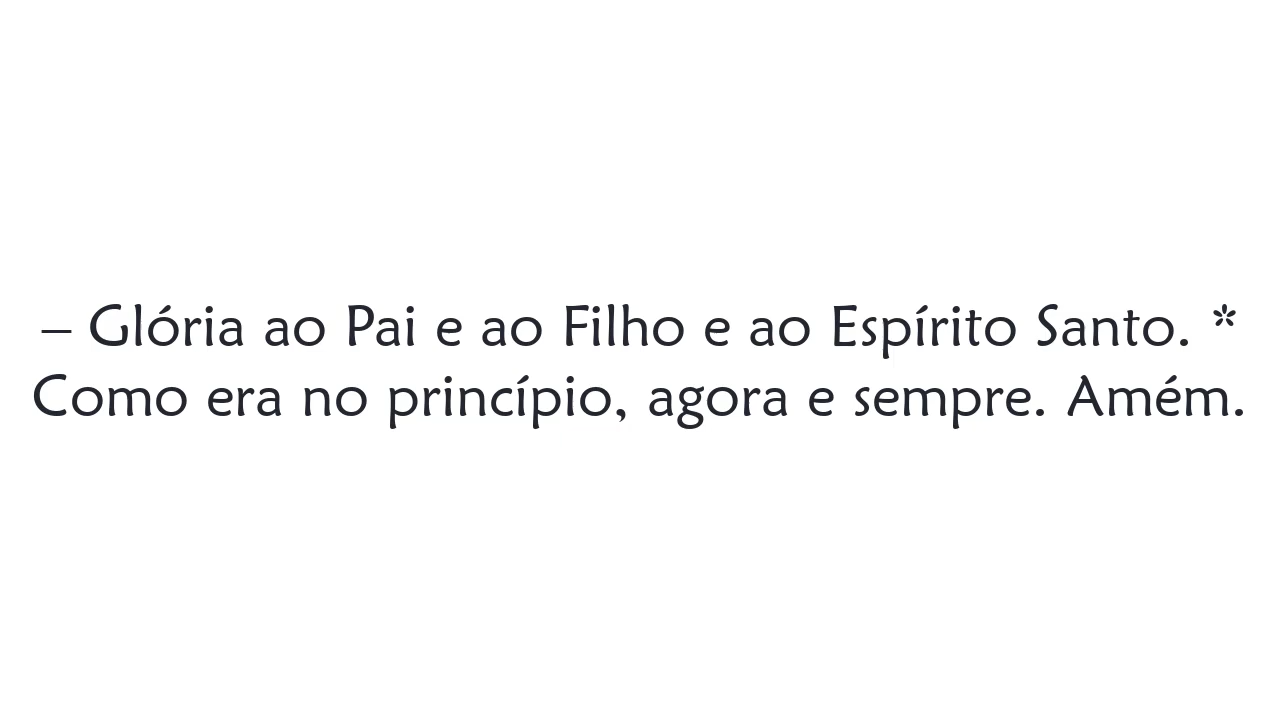 – Glória ao Pai e ao Filho e ao Espírito Santo. *
Como era no princípio, agora e sempre. Amém.